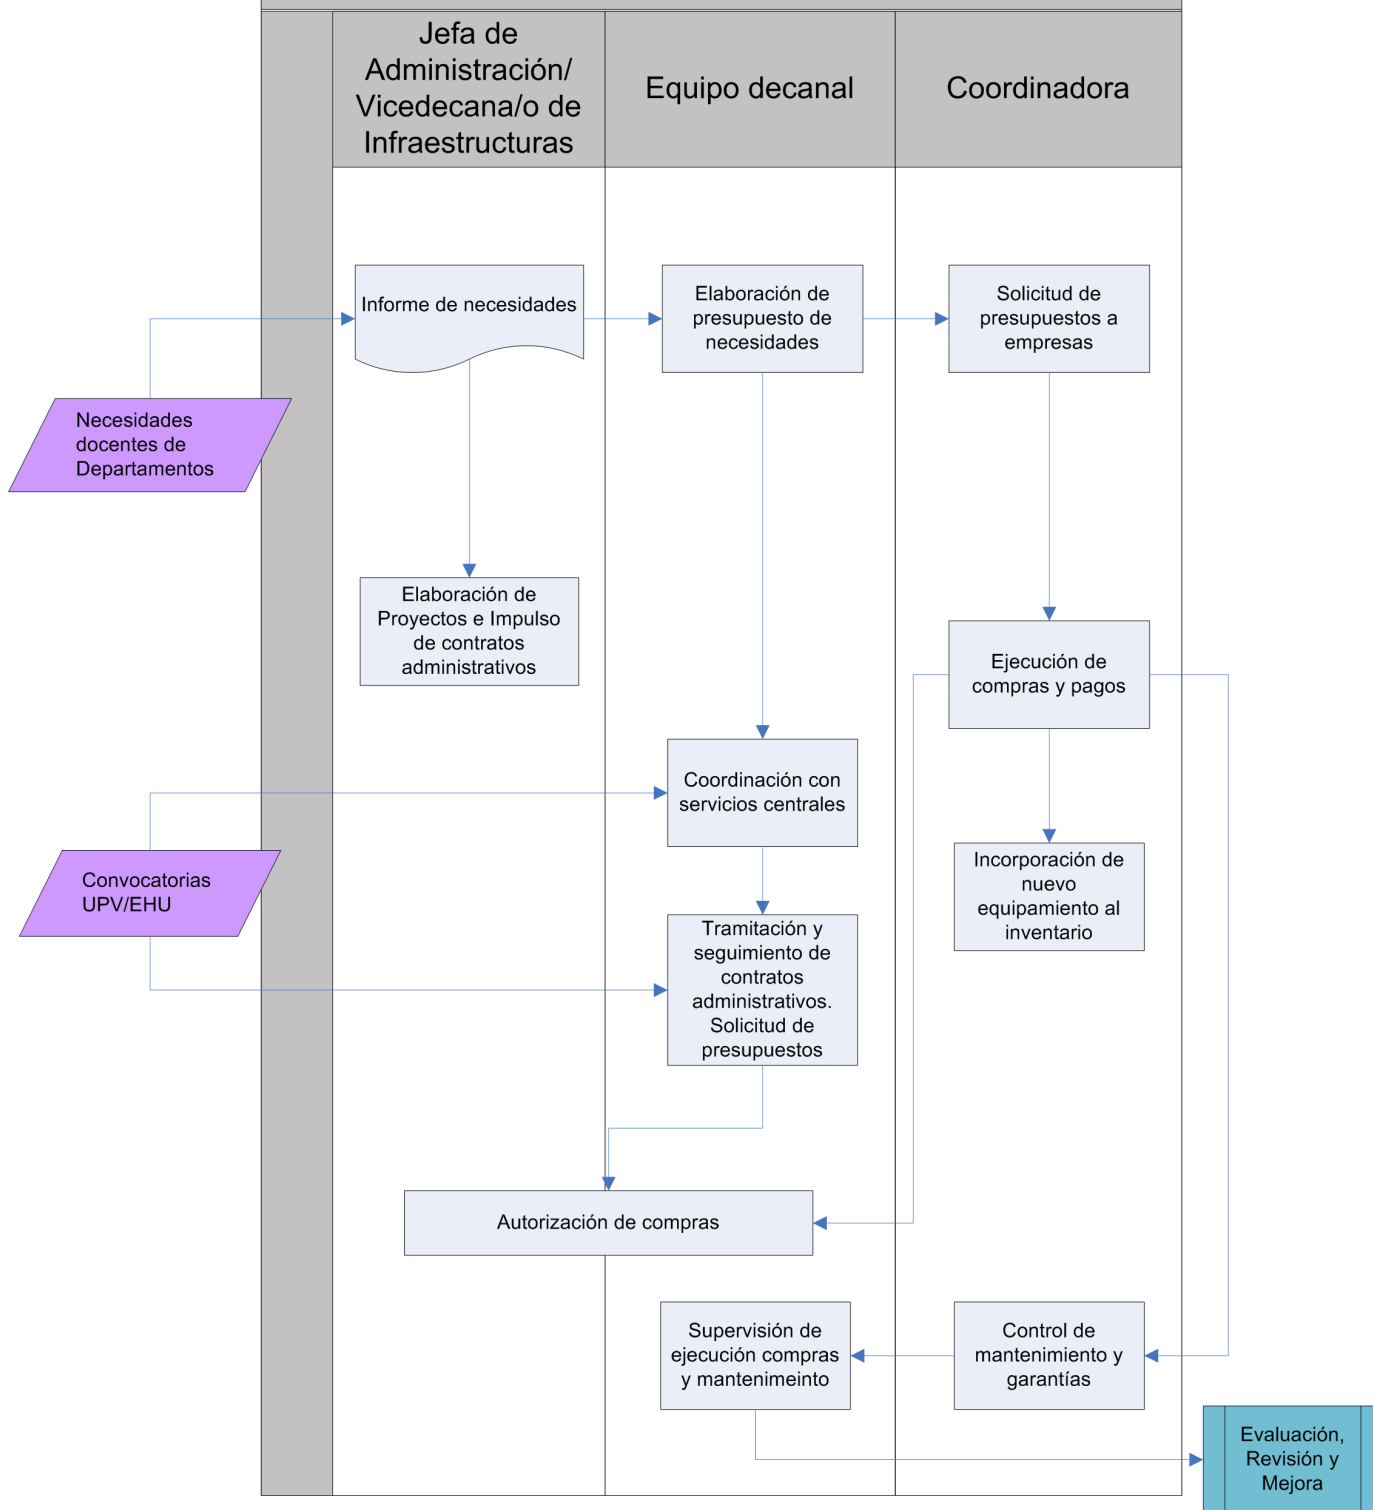 Jefa de
Administración/
Vicedecana/o de
Infraestructuras
Equipo decanal
Coordinadora
Informe de necesidades
Elaboración de
presupuesto de
necesidades
Solicitud de
presupuestos a
empresas
Necesidades
docentes de
Departamentos
Elaboración de
Proyectos e Impulso
de contratos
administrativos
Ejecución de
compras y pagos
Coordinación con
servicios centrales
Convocatorias
UPV/EHU
Incorporación de
nuevo
equipamiento al
inventario
Tramitación y
seguimiento de
contratos
administrativos.
Solicitud de
presupuestos
Autorización de compras
Supervisión de
ejecución compras
y mantenimeinto
Control de
mantenimiento y
garantías
Evaluación,
Revisión y
Mejora